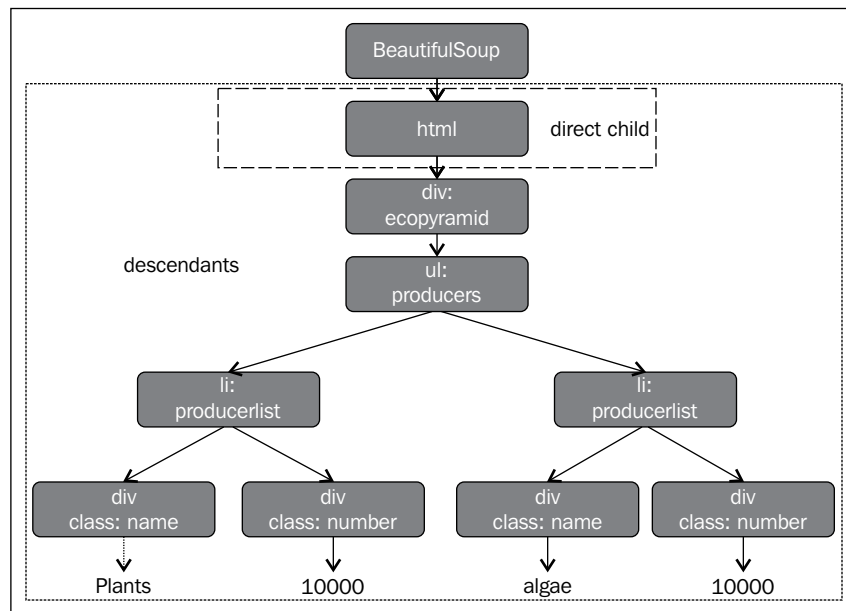 BeautifulSoup
html
direct child
div:
ecopyramid
descendants
ul:
producers
li:
producerlist
li:
producerlist
div
class: name
div
class: number
div
class: name
div
class: number
Plants
10000
algae
10000